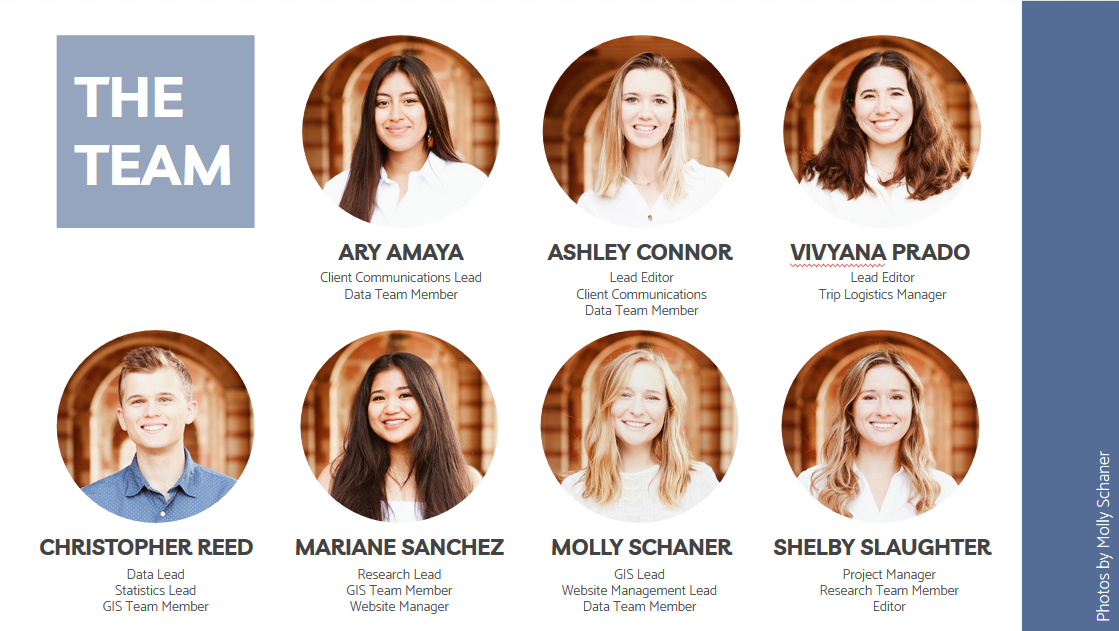 THE
TEAM
ARY AMAYA
Client Communications Lead
Data Team Member
ASHLEY CONNOR
Lead Editor
Client Communications
Data Team Member
VIVYANA PRADO
Lead Editor
Trip Logistics Manager
CHRISTOPHER REED
Data Lead
Statistics Lead
GIS Team Member
MARIANE SANCHEZ
Research Lead
GIS Team Member
Website Manager
MOLLY SCHANER
GIS Lead
Website Management Lead
Data Team Member
SHELBY SLAUGHTER
Project Manager
Research Team Member
Editor
Photos by Molly Schaner